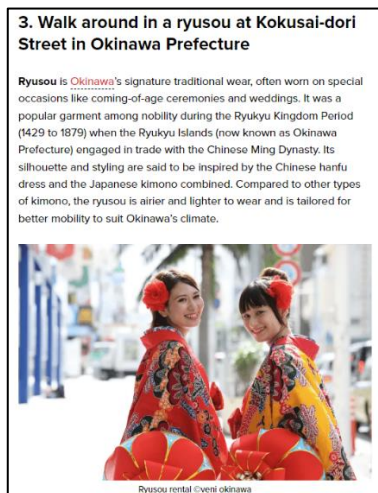 3. Walk around in a ryusou at Kokusai-dori
Street in Okinawa Prefecture
Ryusou is Okinawa's signature traditional wear, often worn on special
occasions like coming-of-age ceremonies and weddings. It was a
popular garment among nobility during the Ryukyu Kingdom Period
(1429 to 1879) when the Ryukyu Islands (now known as Okinawa
Prefecture) engaged in trade with the Chinese Ming Dynasty. Its
silhouette and styling are said to be inspired by the Chinese hanfu
dress and the Japanese kimono combined. Compared to other types
of kimono, the ryusou is airier and lighter to wear and is tailored for
better mobility to suit Okinawa's climate.
Ryusou rental ©veni okinawa